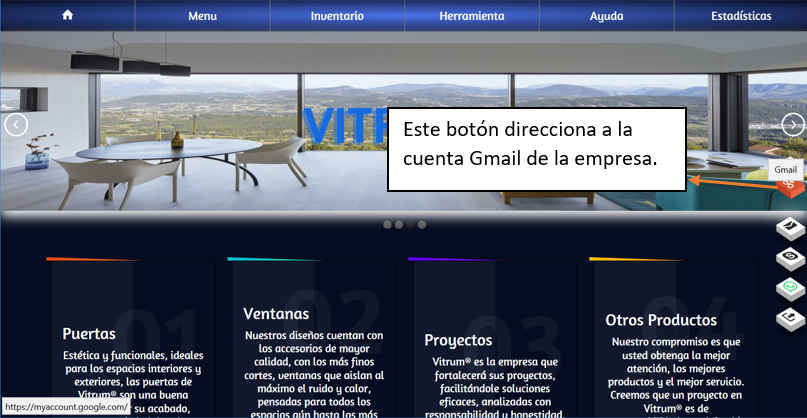 Menu
Inventario
Herramienta
Ayuda
Estadísticas
VITR
Este botón direcciona a la
cuenta Gmail de la empresa.
Gmail
01
Puertas
Estética y funcionales, ideales
para los espacios interiores y
exteriores, las puertas de
Vitrum® son una buena
su acabado,
02
Ventanas
Nuestros diseños cuentan con
los accesorios de mayor
calidad, con los más finos
cortes, ventanas que aislan al
máximo el ruido y calor,
pensadas para todos los
espacios aún hasta los más
03
Proyectos
Vitrum® es la empresa que
fortalecerá sus proyectos,
facilitándole soluciones
eficaces, analizadas con
responsabilidad y honestidad.
04
Otros Productos
Nuestro compromiso es que
usted obtenga la mejor
atención, los mejores
productos y el mejor servicio.
Creemos que un proyecto en
Vitrum® es de
https://myaccount.google.com/